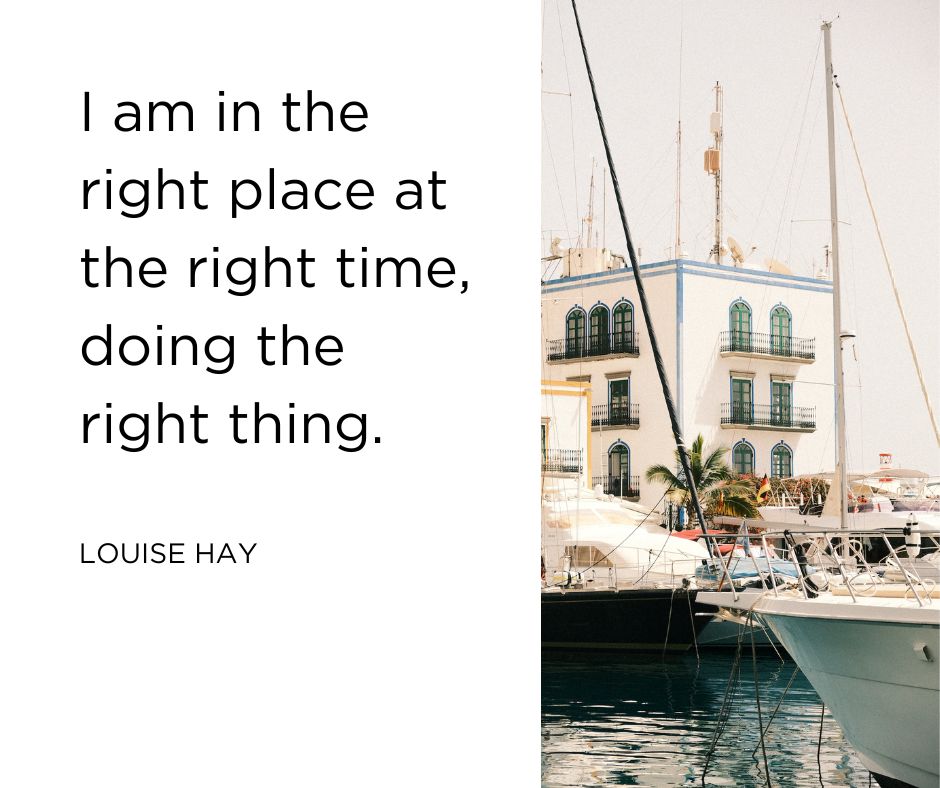 I am in the
right place at
the right time,
doing the
right thing.
LOUISE HAY